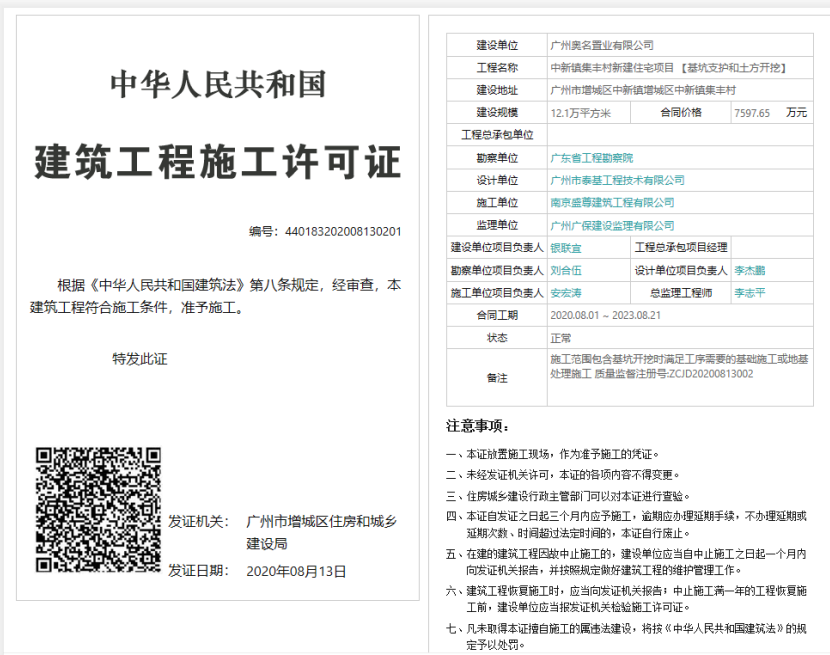 中华人民共和国
建筑工程施工许可证
编号：440183202008130201
根据《中华人民共和国建筑法》第八条规定，经审查，本
建筑工程符合施工条件，准予施工。
特发此证
发证机关： 广州市增城区住房和城乡
建设局
发证日期： 2020年08月13日
建设单位 广州奥名置业有限公司
工程名称 中新镇集丰村新建住宅项目 【基坑支护和土方开挖】
建设地址 广州市增城区中新镇增城区中新镇集丰村
建设规模 12.1万平方米 合同价格 7597.65 万元
工程总承包单位
勘察单位 广东省工程勘察院
设计单位 广州市泰基工程技术有限公司
施工单位 南京盛尊建筑工程有限公司
监理单位 广州广保建设监理有限公司
建设单位项目负责人 银联宜 工程总承包项目经理
勘察单位项目负责人 刘合伍 设计单位项目负责人 李杰鹏
施工单位项目负责人 安宏涛 总监理工程师 李志平
合同工期 2020.08.01 ~ 2023.08.21
状态 正常
备注 施工范围包含基坑开挖时满足工序需要的基础施工或地基
处理施工 质量监督注册号:ZCJD20200813002
注意事项：
一、本证放置施工现场，作为准予施工的凭证。
二、未经发证机关许可，本证的各项内容不得变更。
三、住房城乡建设行政主管部门可以对本证进行查验。
四、本证自发证之日起三个月内应予施工，逾期应办理延期手续，不办理延期或
延期次数、时间超过法定时间的，本证自行废止。
五、在建的建筑工程因故中止施工的，建设单位应当自中止施工之日起一个月内
向发证机关报告，并按照规定做好建筑工程的维护管理工作。
六、建筑工程恢复施工时，应当向发证机关报告；中止施工满一年的工程恢复施
工前，建设单位应当报发证机关检验施工许可证。
七、凡未取得本证擅自施工的属违法建设，将按《中华人民共和国建筑法》的规
定予以处罚。